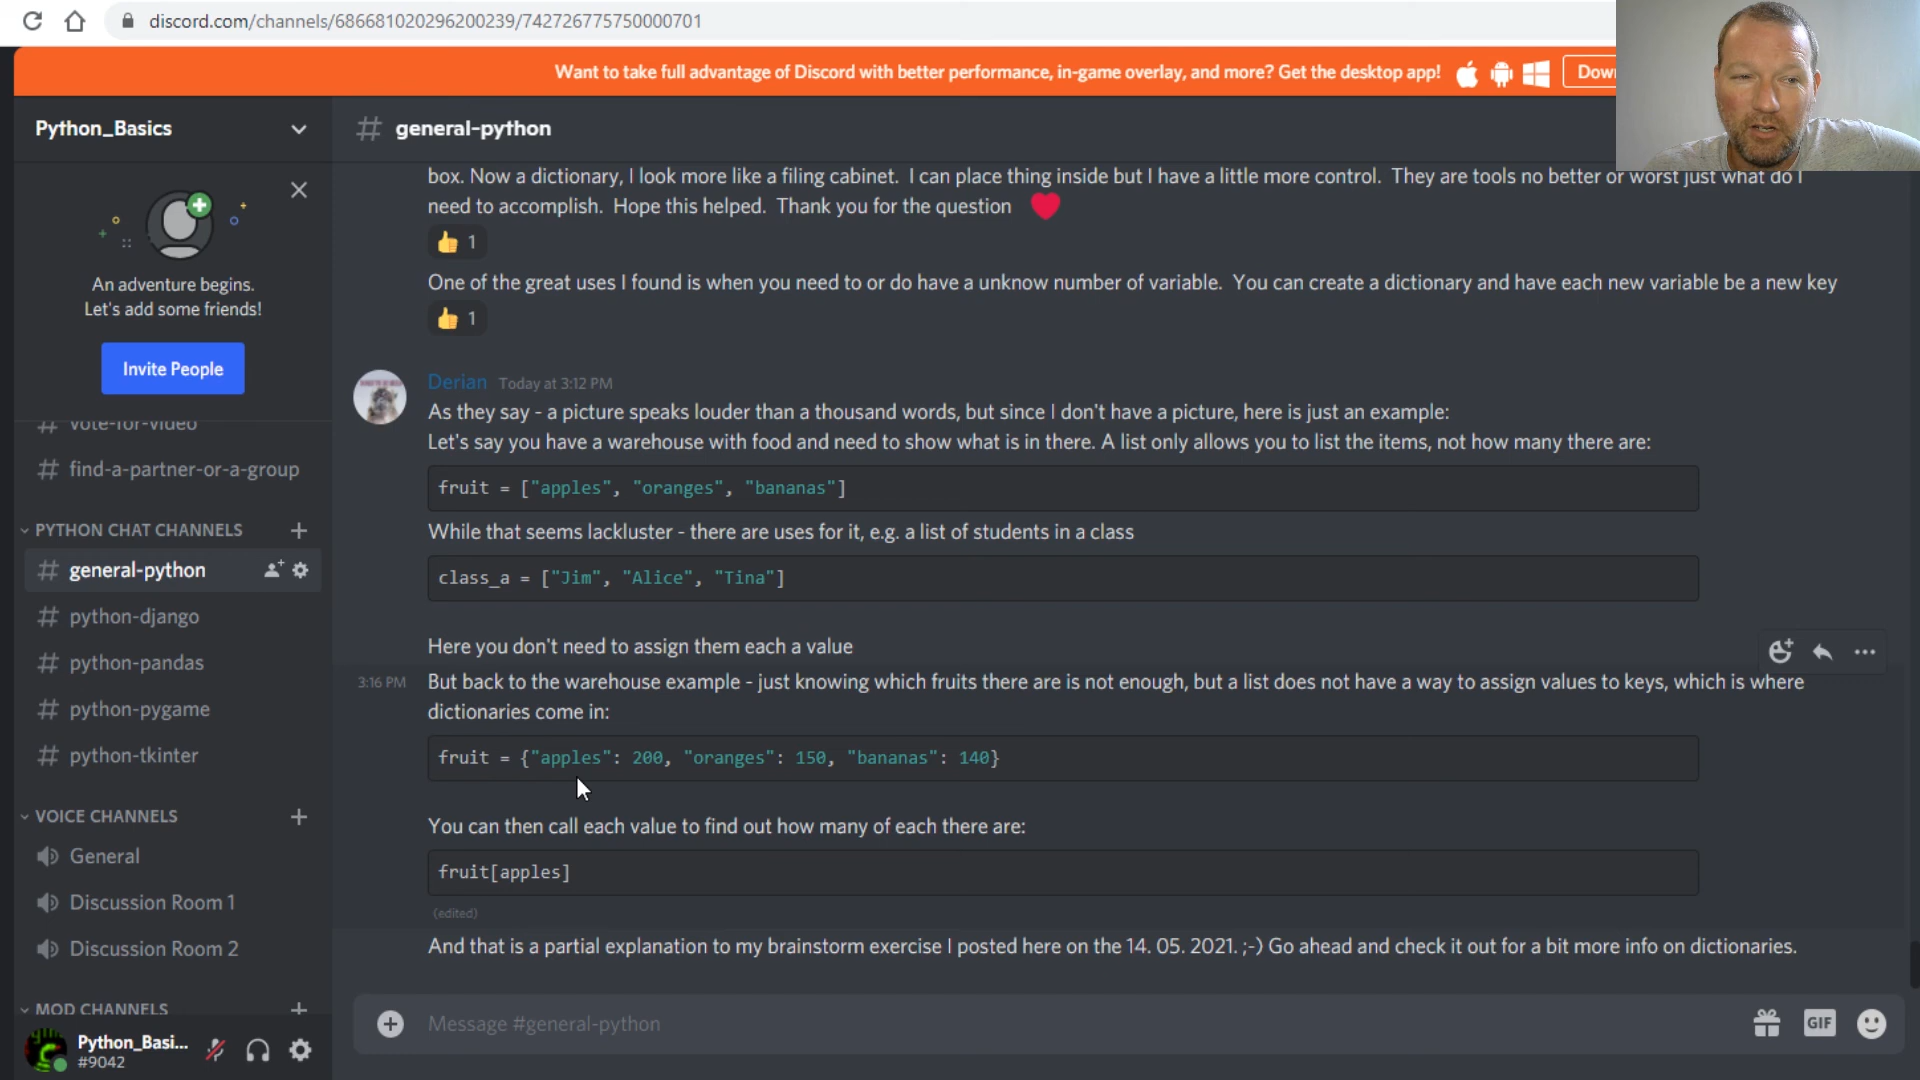 discord.com/channels/686681020296200239/742726775750000701
Want to take full advantage of Discord with better performance, in-game overlay, and more? Get the desktop app!
Python_Basics
# general-python
An adventure begins.
Let's add some friends!
Invite People
# vote-for-video
# find-a-partner-or-a-group
PYTHON CHAT CHANNELS
# general-python
# python-django
# python-pandas
# python-pygame
# python-tkinter
VOICE CHANNELS
General
Discussion Room 1
Discussion Room 2
MOD CHANNELS
Python_Basi...
#9042
box. Now a dictionary, I look more like a filing cabinet. I can place thing inside but I have a little more control. They are tools no better or worst just what do I
need to accomplish. Hope this helped. Thank you for the question
1
One of the great uses I found is when you need to or do have a unknow number of variable. You can create a dictionary and have each new variable be a new key
1
Derian Today at 3:12 PM
As they say - a picture speaks louder than a thousand words, but since I don't have a picture, here is just an example:
Let's say you have a warehouse with food and need to show what is in there. A list only allows you to list the items, not how many there are:
fruit = ["apples", "oranges", "bananas"]
While that seems lackluster - there are uses for it, e.g. a list of students in a class
class_a = ["Jim", "Alice", "Tina"]
Here you don't need to assign them each a value
3:16 PM But back to the warehouse example - just knowing which fruits there are is not enough, but a list does not have a way to assign values to keys, which is where
dictionaries come in:
fruit = {"apples": 200, "oranges": 150, "bananas": 140}
You can then call each value to find out how many of each there are:
fruit[apples]
(edited)
And that is a partial explanation to my brainstorm exercise I posted here on the 14. 05. 2021. ;-) Go ahead and check it out for a bit more info on dictionaries.
Message #general-python
GIF